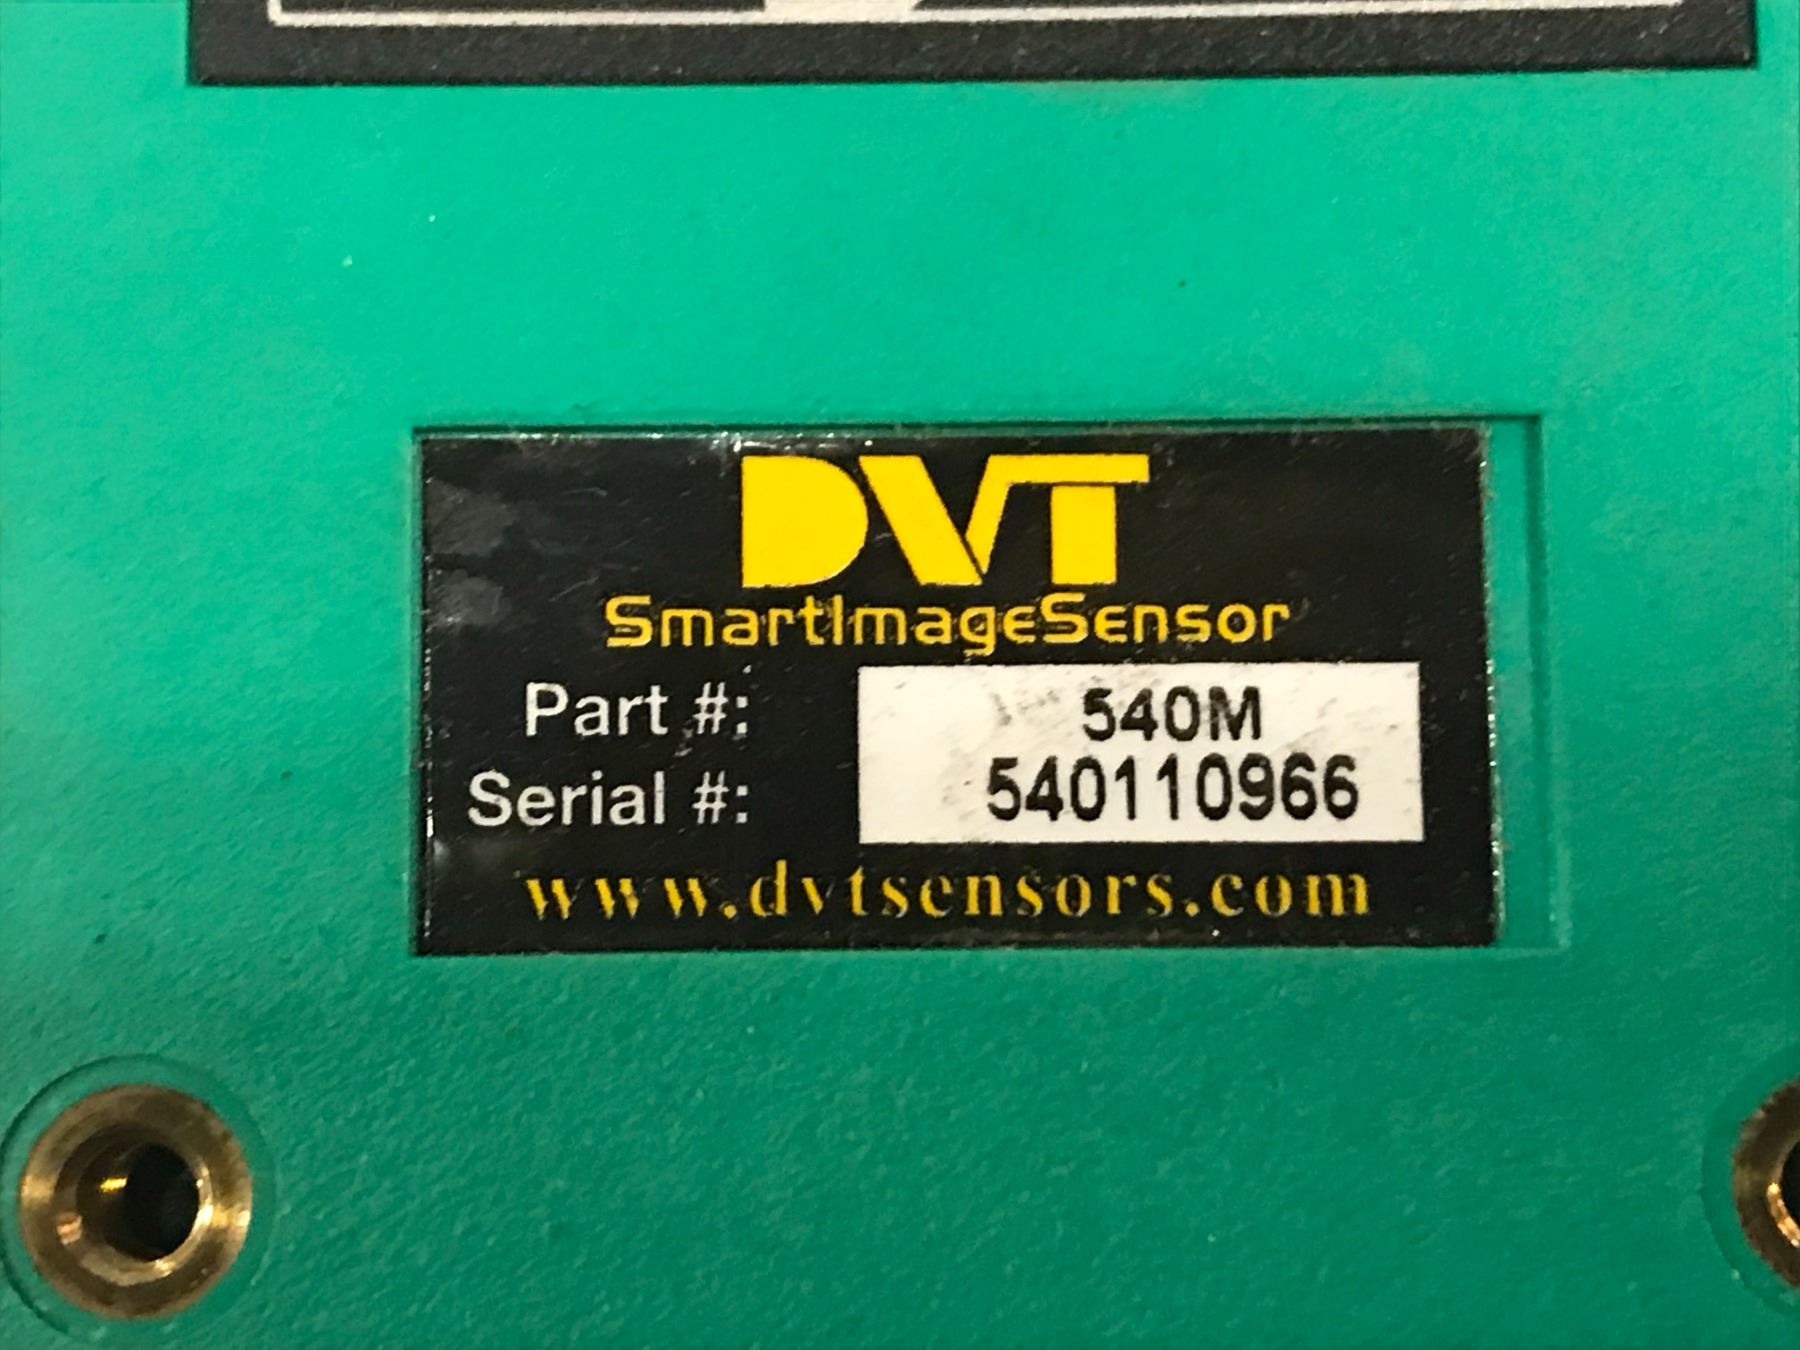 DVT
SmartImageSensor
Part #: 540M
Serial #: 540110966
www.dvtsensors.com